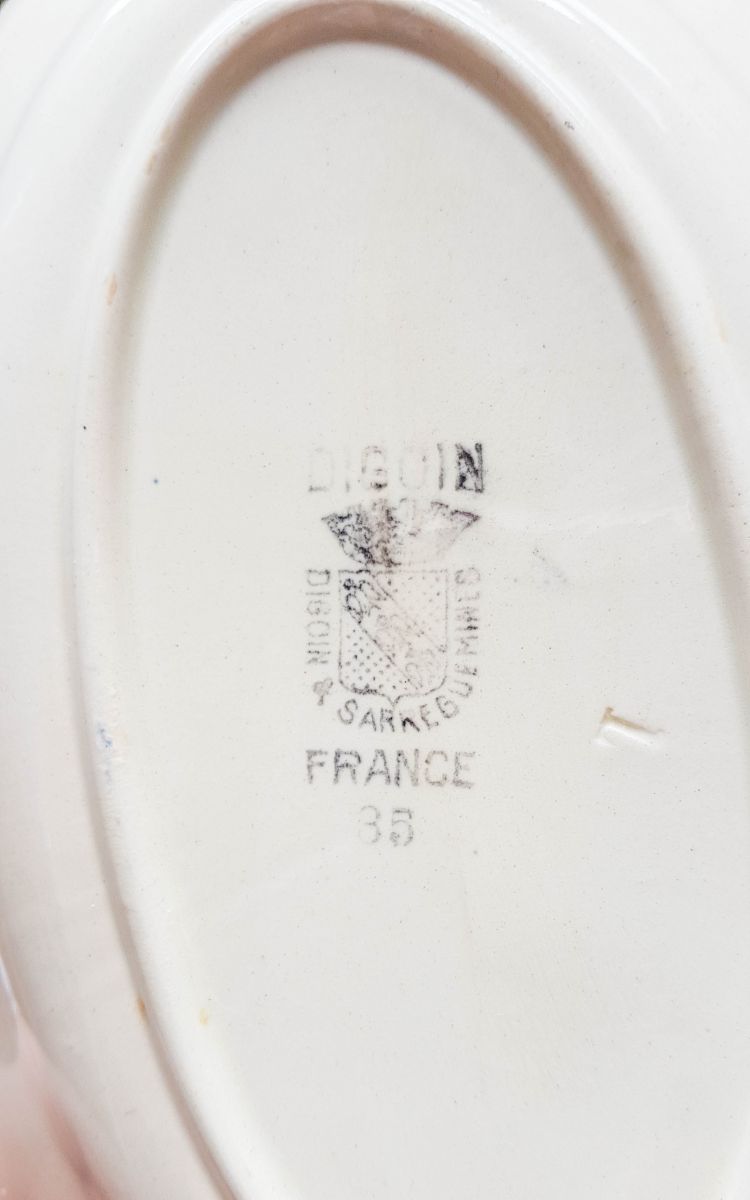 DIGOIN
DIGOIN & SARREGUEMINES
FRANCE
35